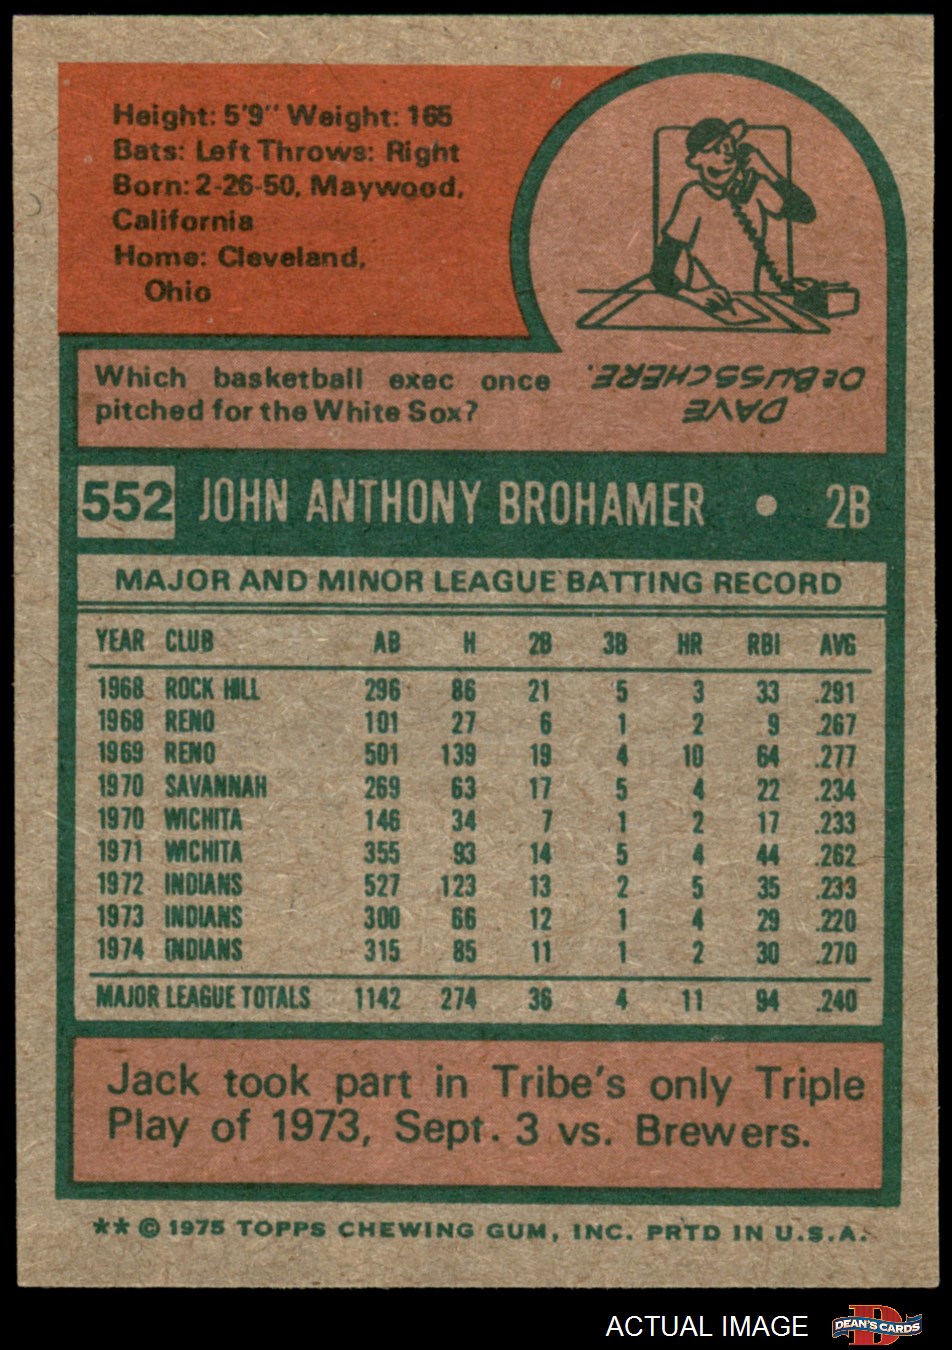 Height: 5'9" Weight: 165
Bats: Left Throws: Right
Born: 2-26-50, Maywood,
California
Home: Cleveland,
Ohio
Which basketball exec once
pitched for the White Sox?
DAVE
DeBUSSCHERE.
552 JOHN ANTHONY BROHAMER • 2B
MAJOR AND MINOR LEAGUE BATTING RECORD
YEAR CLUB AB H 2B 3B HR RBI AVG
1968 ROCK HILL 296 86 21 5 3 33 .291
1968 RENO 101 27 6 1 2 9 .267
1969 RENO 501 139 19 4 10 64 .277
1970 SAVANNAH 269 63 17 5 4 22 .234
1970 WICHITA 146 34 7 1 2 17 .233
1971 WICHITA 355 93 14 5 4 44 .262
1972 INDIANS 527 123 13 2 5 35 .233
1973 INDIANS 300 66 12 1 4 29 .220
1974 INDIANS 315 85 11 1 2 30 .270
MAJOR LEAGUE TOTALS 1142 274 36 4 11 94 .240
Jack took part in Tribe's only Triple
Play of 1973, Sept. 3 vs. Brewers.
** © 1975 TOPPS CHEWING GUM, INC. PRTD IN U.S.A.
ACTUAL IMAGE DEAN'S CARDS